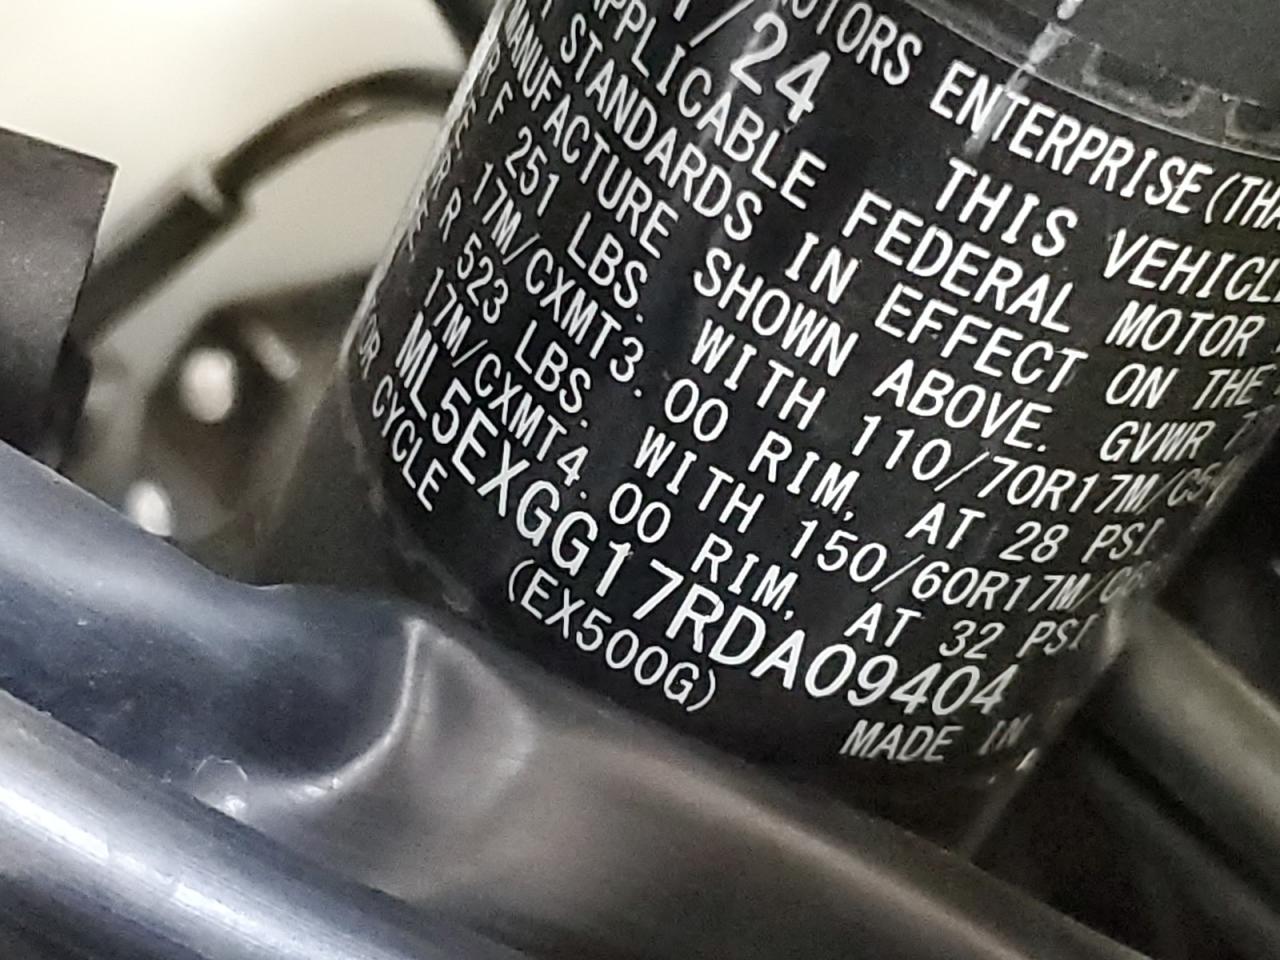 MOTORS ENTERPRISE
/24 THIS
APPLICABLE FEDERAL MOTOR
STANDARDS IN EFFECT ON THE
MANUFACTURE SHOWN ABOVE. GVWR
F 251 LBS. WITH 110/70R17M/C
17M/CXMT3.00 RIM, AT 28 PSI
R 523 LBS. WITH 150/60R17M/
17M/CXMT4.00 RIM, AT 32 PSI
ML5EXGG17RDA09404
CYCLE (EX500G) MADE IN